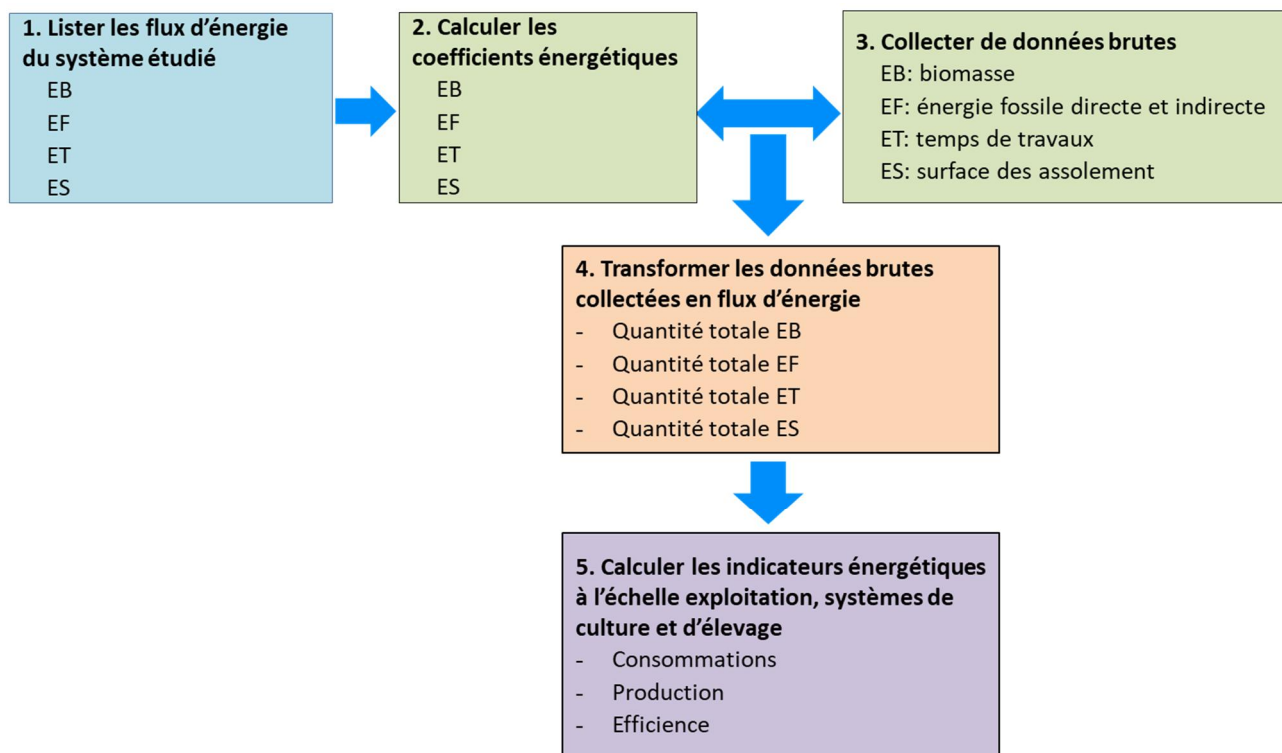 1. Lister les flux d’énergie
du système étudié
EB
EF
ET
ES
2. Calculer les
coefficients énergétiques
EB
EF
ET
ES
3. Collecter de données brutes
EB: biomasse
EF: énergie fossile directe et indirecte
ET: temps de travaux
ES: surface des assolement
4. Transformer les données brutes
collectées en flux d’énergie
- Quantité totale EB
- Quantité totale EF
- Quantité totale ET
- Quantité totale ES
5. Calculer les indicateurs énergétiques
à l’échelle exploitation, systèmes de
culture et d’élevage
- Consommations
- Production
- Efficience